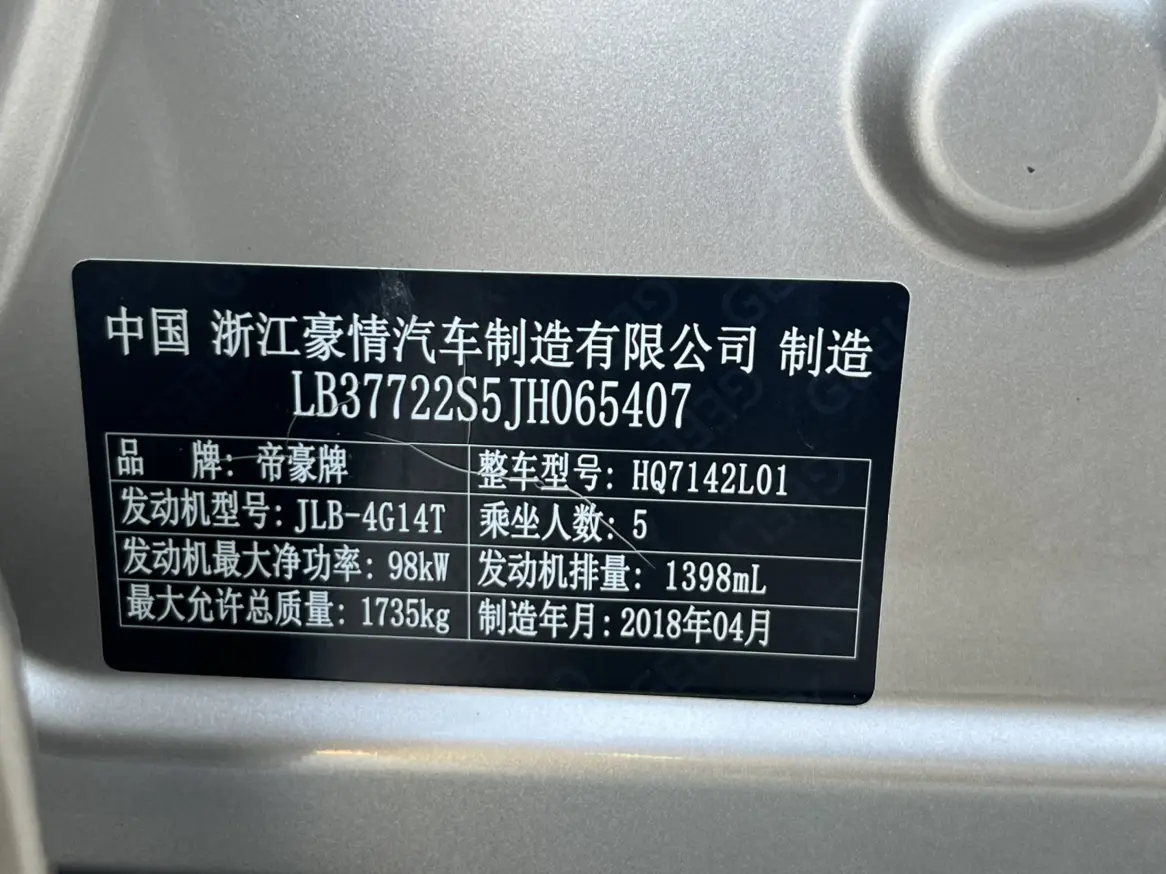 中国 浙江豪情汽车制造有限公司 制造
LB37722S5JH065407
品 牌: 帝豪牌 整车型号: HQ7142L01
发动机型号: JLB-4G14T 乘坐人数: 5
发动机最大净功率: 98kW 发动机排量: 1398mL
最大允许总质量: 1735kg 制造年月: 2018年04月